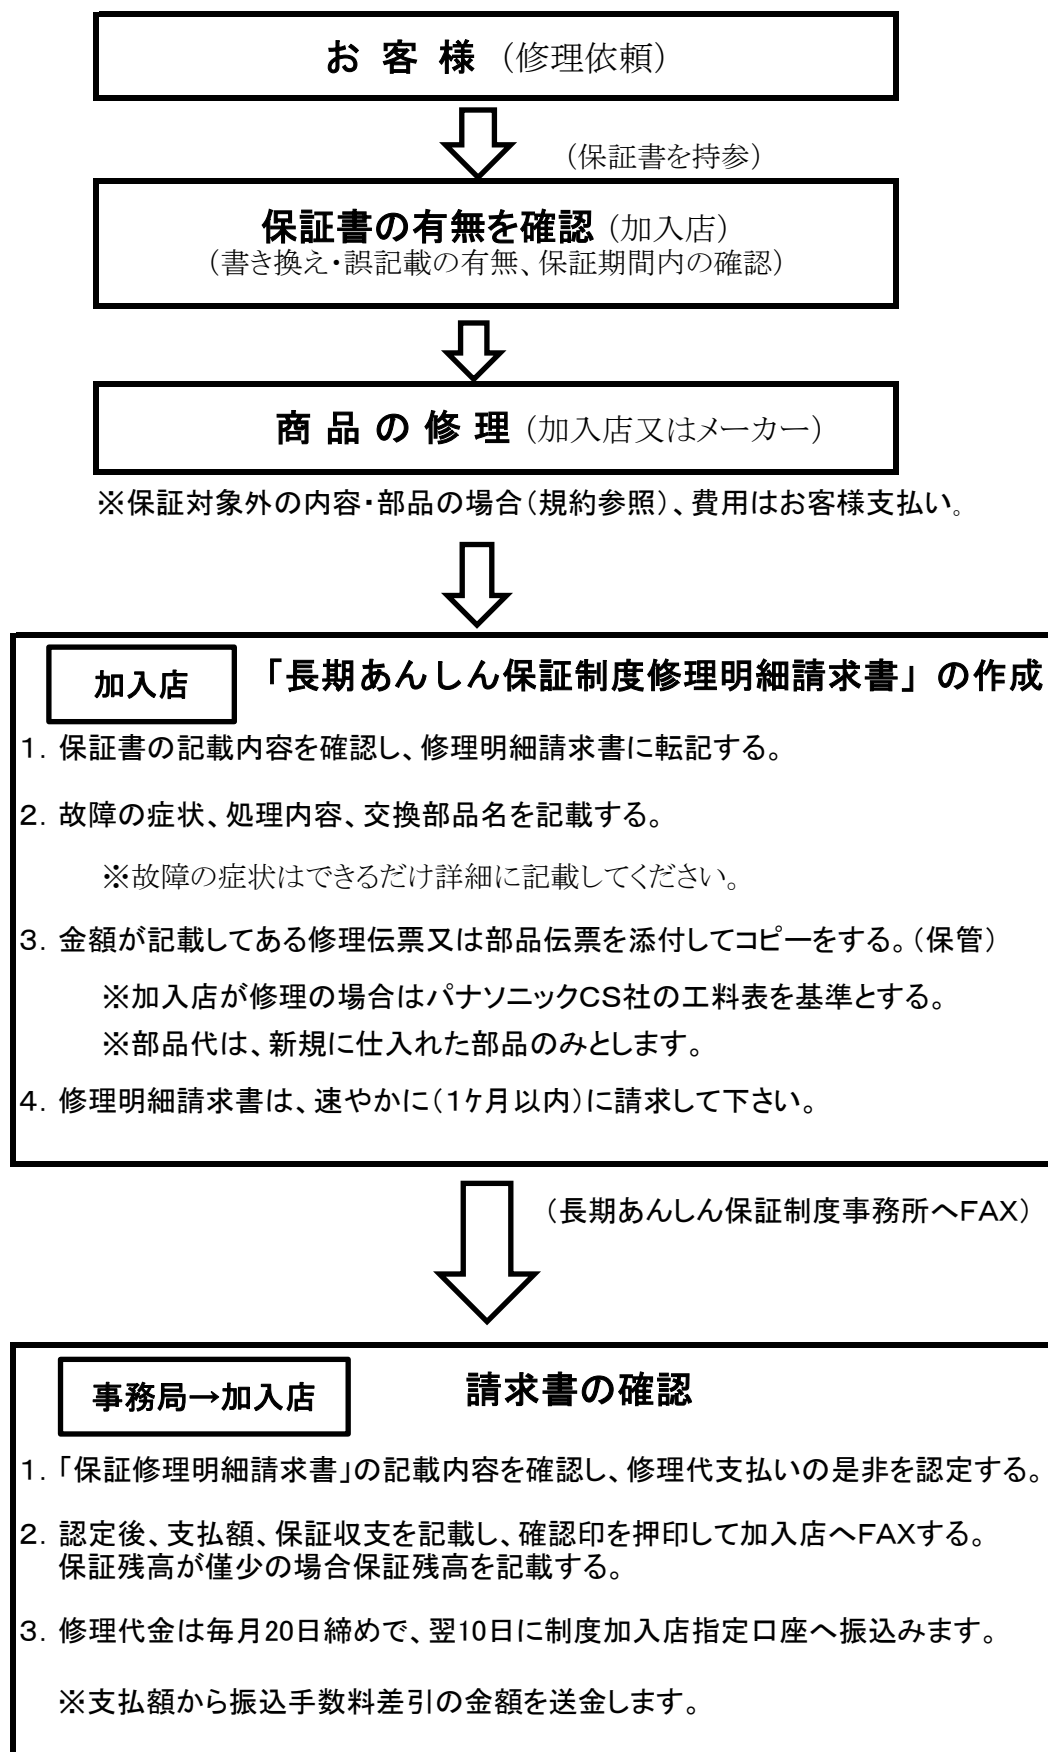 お 客 様 （修理依頼）
（保証書を持参）
保証書の有無を確認（加入店）
（書き換え・誤記載の有無、保証期間内の確認）
商 品 の 修 理（加入店又はメーカー）
※保証対象外の内容・部品の場合（規約参照）、費用はお客様支払い。
加入店 「長期あんしん保証制度修理明細請求書」の作成
１．保証書の記載内容を確認し、修理明細請求書に転記する。
２．故障の症状、処理内容、交換部品名を記載する。
※故障の症状はできるだけ詳細に記載してください。
３．金額が記載してある修理伝票又は部品伝票を添付してコピーをする。（保管）
※加入店が修理の場合はパナソニックＣＳ社の工料表を基準とする。
※部品代は、新規に仕入れた部品のみとします。
４．修理明細請求書は、速やかに（１ヶ月以内）に請求して下さい。
（長期あんしん保証制度事務所へＦＡＸ）
事務局→加入店 請求書の確認
１．「保証修理明細請求書」の記載内容を確認し、修理代支払いの是非を認定する。
２．認定後、支払額、保証収支を記載し、確認印を押印して加入店へＦＡＸする。
保証残高が僅少の場合保証残高を記載する。
３．修理代金は毎月20日締めで、翌10日に制度加入店指定口座へ振込みます。
※支払額から振込手数料差引の金額を送金します。